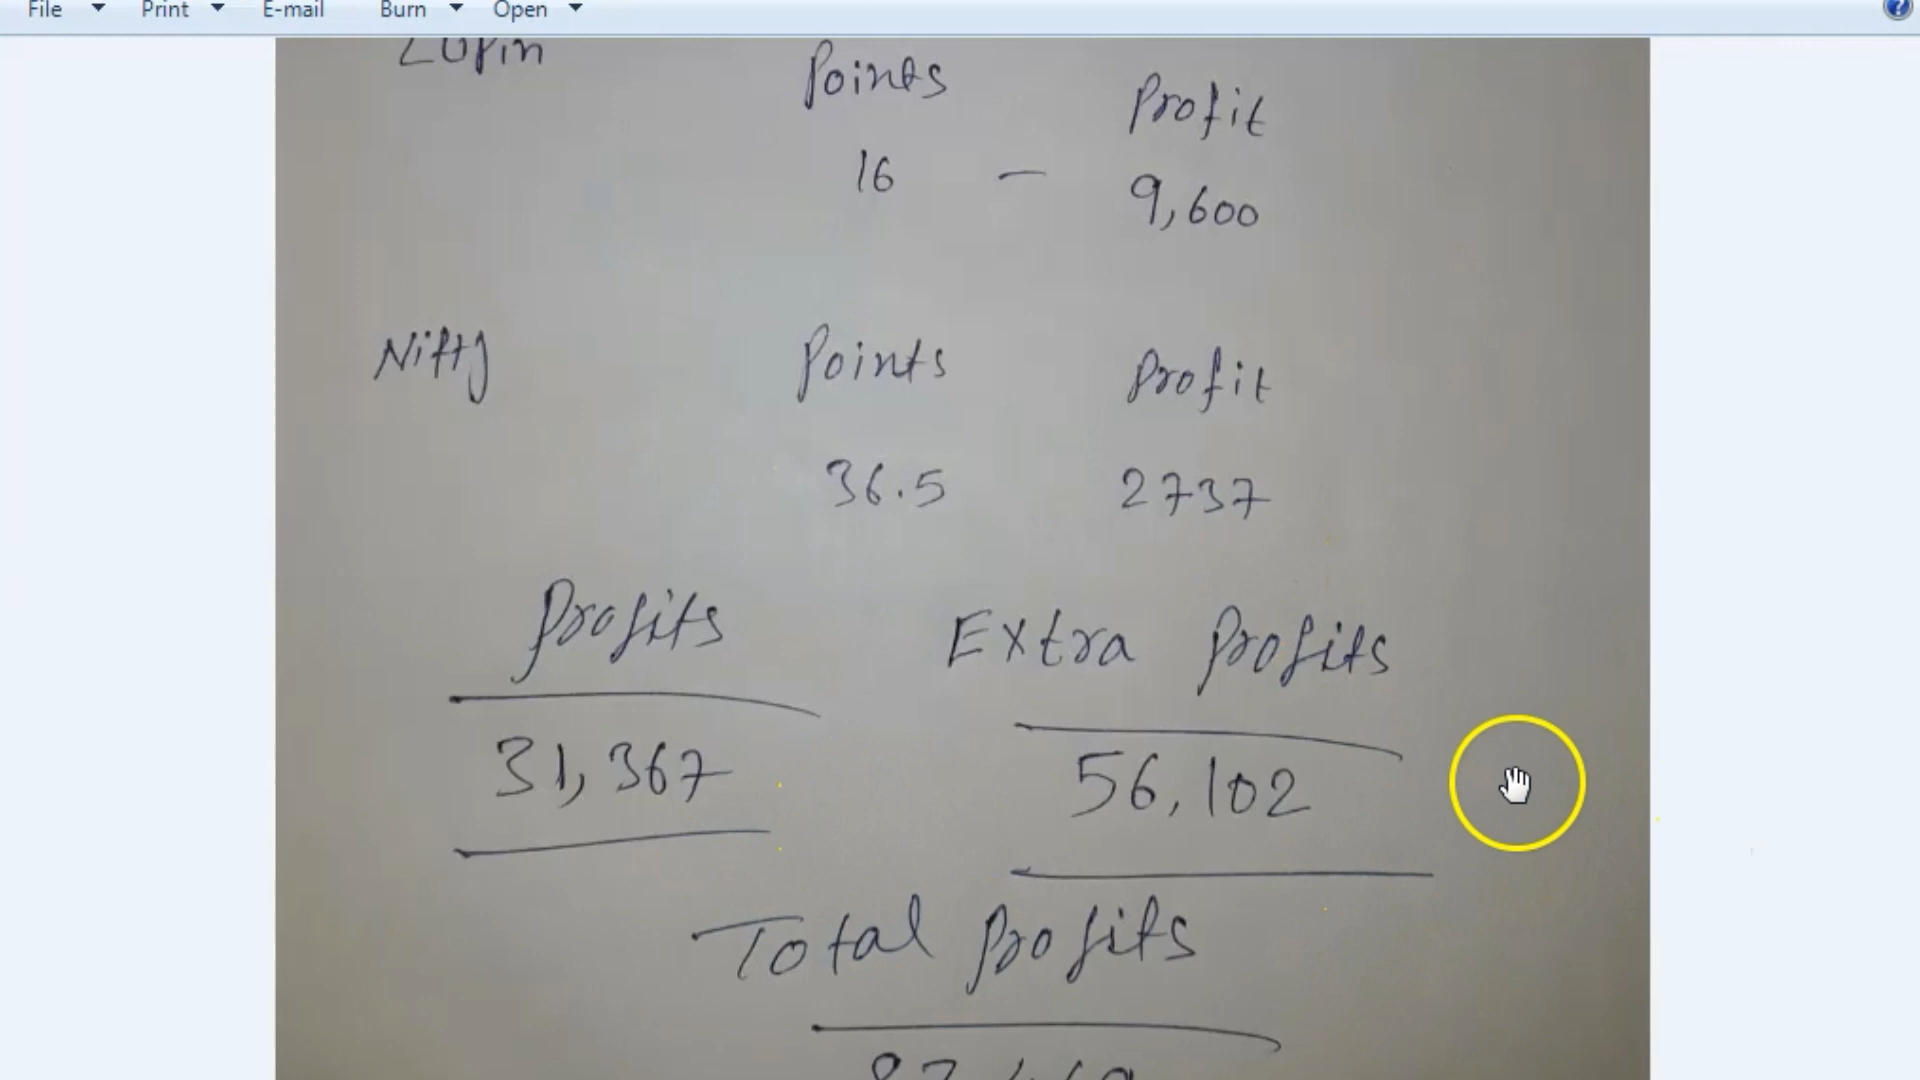 File Print E-mail Burn Open
Lupin Points Profit
16 — 9,600
Nifty Points Profit
36.5 2737
Profits Extra Profits
31,367 56,102
Total Profits